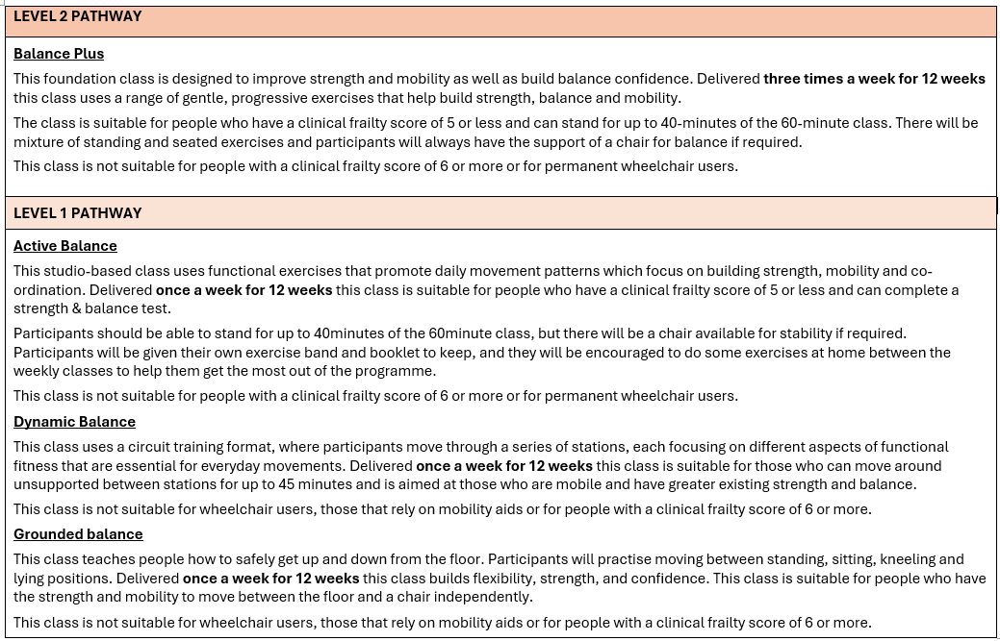 LEVEL 2 PATHWAY
Balance Plus
This foundation class is designed to improve strength and mobility as well as build balance confidence. Delivered three times a week for 12 weeks
this class uses a range of gentle, progressive exercises that help build strength, balance and mobility.
The class is suitable for people who have a clinical frailty score of 5 or less and can stand for up to 40-minutes of the 60-minute class. There will be
mixture of standing and seated exercises and participants will always have the support of a chair for balance if required.
This class is not suitable for people with a clinical frailty score of 6 or more or for permanent wheelchair users.
LEVEL 1 PATHWAY
Active Balance
This studio-based class uses functional exercises that promote daily movement patterns which focus on building strength, mobility and co-
ordination. Delivered once a week for 12 weeks this class is suitable for people who have a clinical frailty score of 5 or less and can complete a
strength & balance test.
Participants should be able to stand for up to 40minutes of the 60minute class, but there will be a chair available for stability if required.
Participants will be given their own exercise band and booklet to keep, and they will be encouraged to do some exercises at home between the
weekly classes to help them get the most out of the programme.
This class is not suitable for people with a clinical frailty score of 6 or more or for permanent wheelchair users.
Dynamic Balance
This class uses a circuit training format, where participants move through a series of stations, each focusing on different aspects of functional
fitness that are essential for everyday movements. Delivered once a week for 12 weeks this class is suitable for those who can move around
unsupported between stations for up to 45 minutes and is aimed at those who are mobile and have greater existing strength and balance.
This class is not suitable for wheelchair users, those that rely on mobility aids or for people with a clinical frailty score of 6 or more.
Grounded balance
This class teaches people how to safely get up and down from the floor. Participants will practise moving between standing, sitting, kneeling and
lying positions. Delivered once a week for 12 weeks this class builds flexibility, strength, and confidence. This class is suitable for people who have
the strength and mobility to move between the floor and a chair independently.
This class is not suitable for wheelchair users, those that rely on mobility aids or for people with a clinical frailty score of 6 or more.